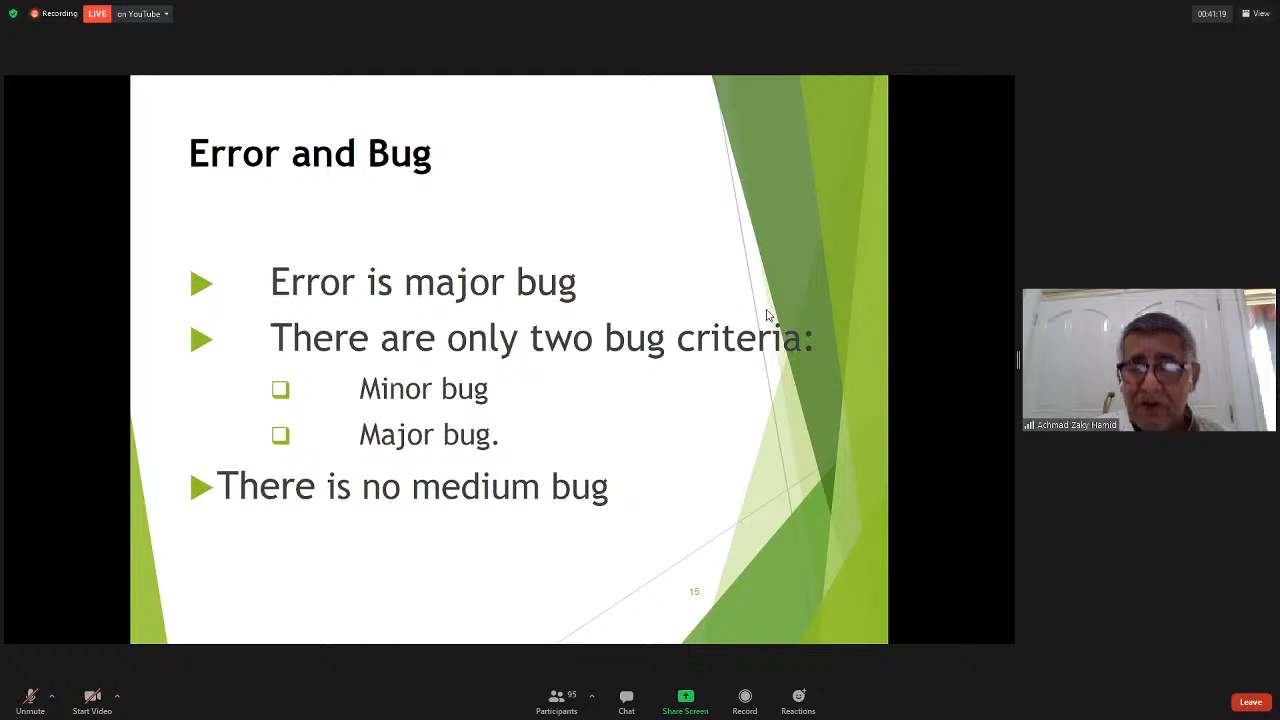 Recording
LIVE
on YouTube
00:41:19
View
Error and Bug
Error is major bug
There are only two bug criteria:
Minor bug
Major bug.
There is no medium bug
15
Achmad Zaky Hamid
Unmute
Start Video
95
Participants
Chat
Share Screen
Record
Reactions
Leave